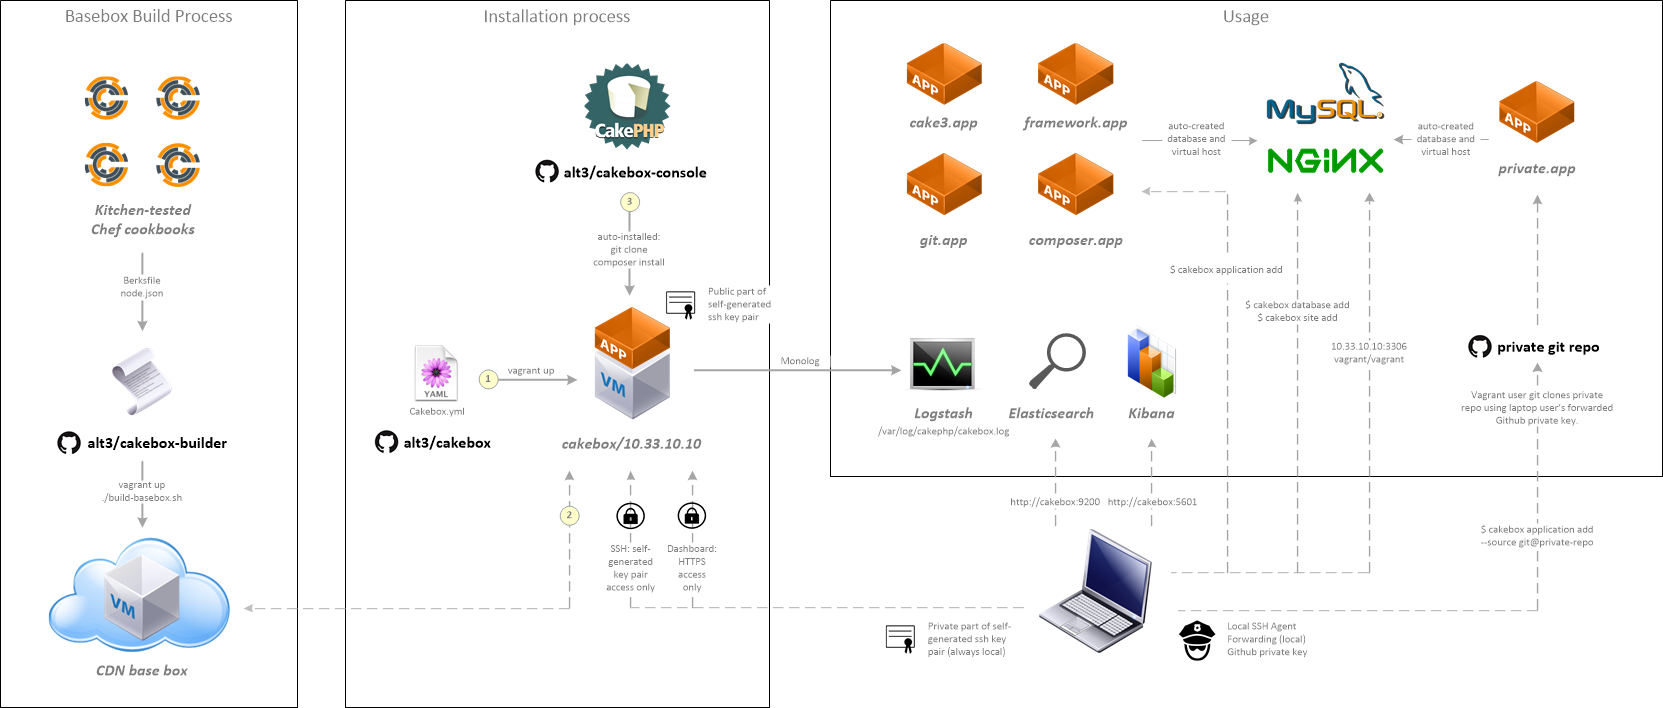 Basebox Build Process
Kitchen-tested
Chef cookbooks
Berksfile
node.json
alt3/cakebox-builder
vagrant up
./build-basebox.sh
VM
CDN base box
Installation process
CakePHP
alt3/cakebox-console
3
auto-installed:
git clone
composer install
Public part of
self-generated
ssh key pair
APP
VM
YAML
Cakebox.yml
1
vagrant up
alt3/cakebox
cakebox/10.33.10.10
2
SSH: self-
generated
key pair
access only
Dashboard:
HTTPS
access
only
Monolog
Usage
APP
cake3.app
APP
framework.app
APP
git.app
APP
composer.app
auto-created
database and
virtual host
MySQL
NGINX
auto-created
database and
virtual host
APP
private.app
$ cakebox application add
$ cakebox database add
$ cakebox site add
10.33.10.10:3306
vagrant/vagrant
private git repo
Vagrant user git clones private
repo using laptop user's forwarded
Github private key.
Logstash
/var/log/cakephp/cakebox.log
Elasticsearch
Kibana
http://cakebox:9200
http://cakebox:5601
$ cakebox application add
--source git@private-repo
Private part of self-
generated ssh key
pair (always local)
Local SSH Agent
Forwarding (local)
Github private key